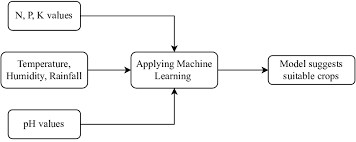 N, P, K values
Temperature,
Humidity, Rainfall
Applying Machine
Learning
Model suggests
suitable crops
pH values